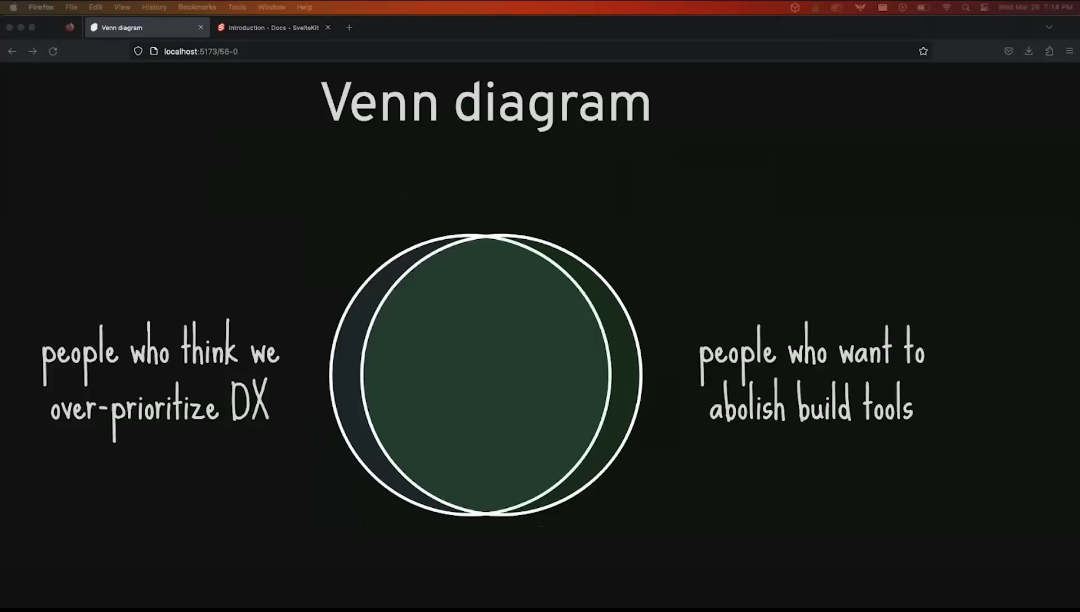 Firefox File Edit View History Bookmarks Tools Window Help Wed Mar 29 7:14 PM
Venn diagram
Introduction - Docs - SvelteKit
localhost:5173/58-0
Venn diagram
people who think we
over-prioritize DX
people who want to
abolish build tools